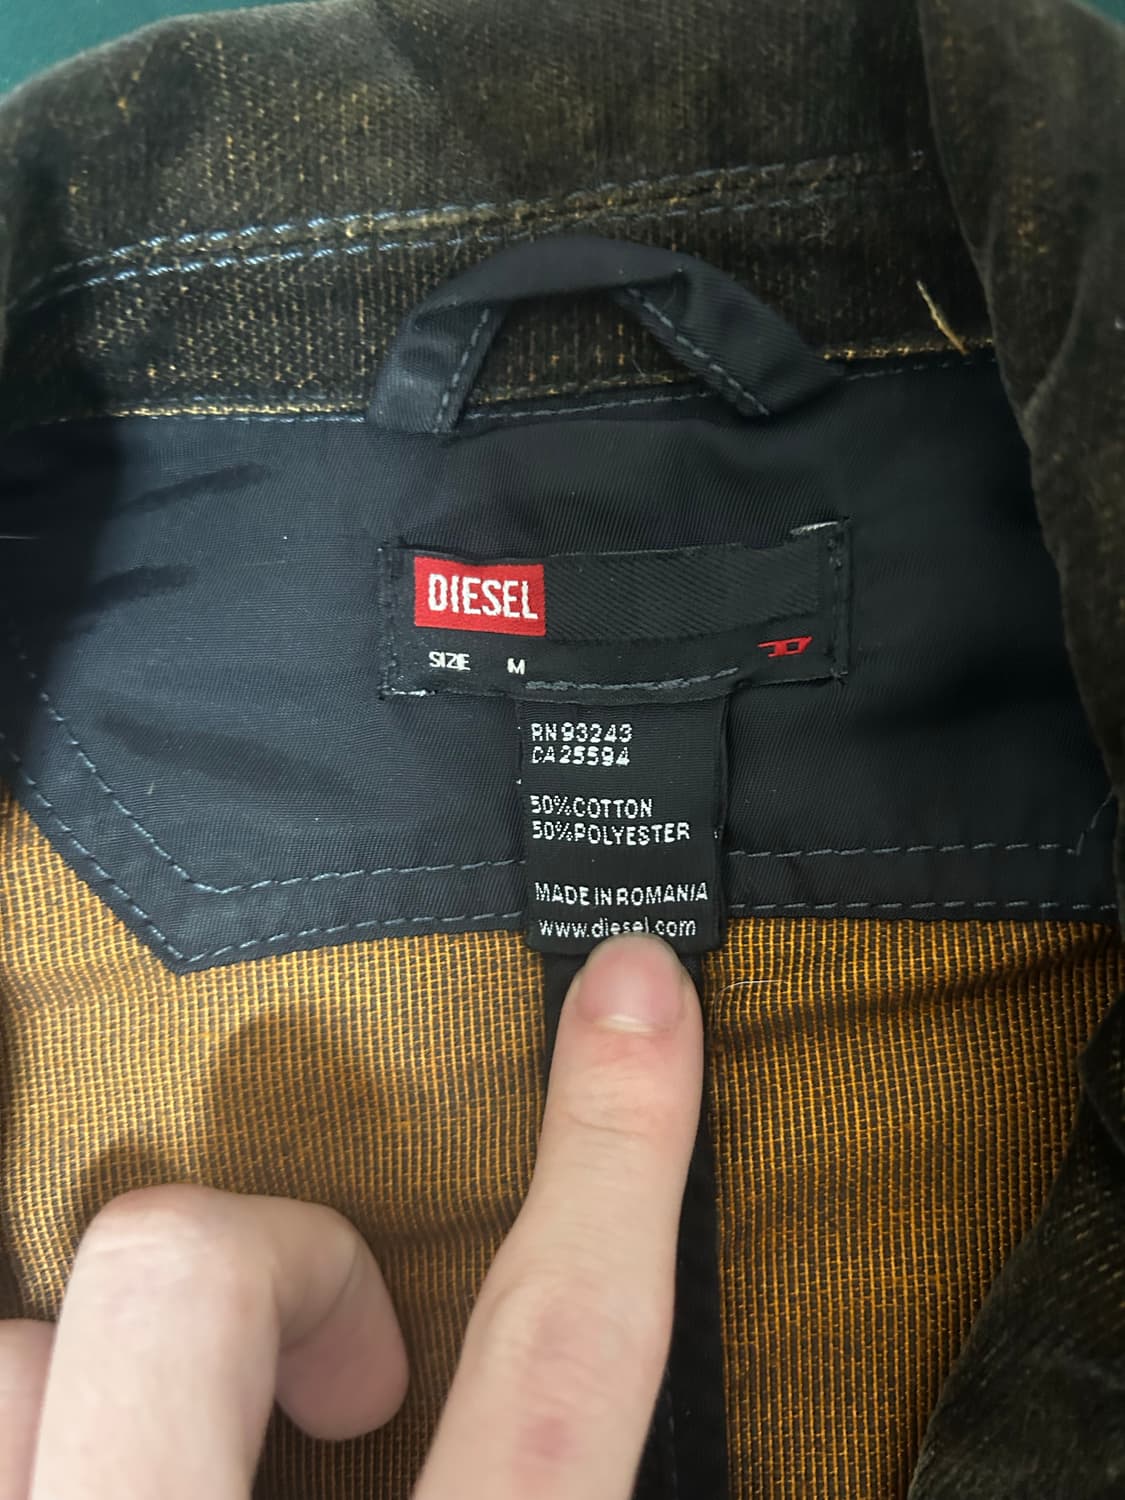 DIESEL
SIZE M
RN 93243
CA 25594
50%COTTON
50%POLYESTER
MADE IN ROMANIA
www.diesel.com